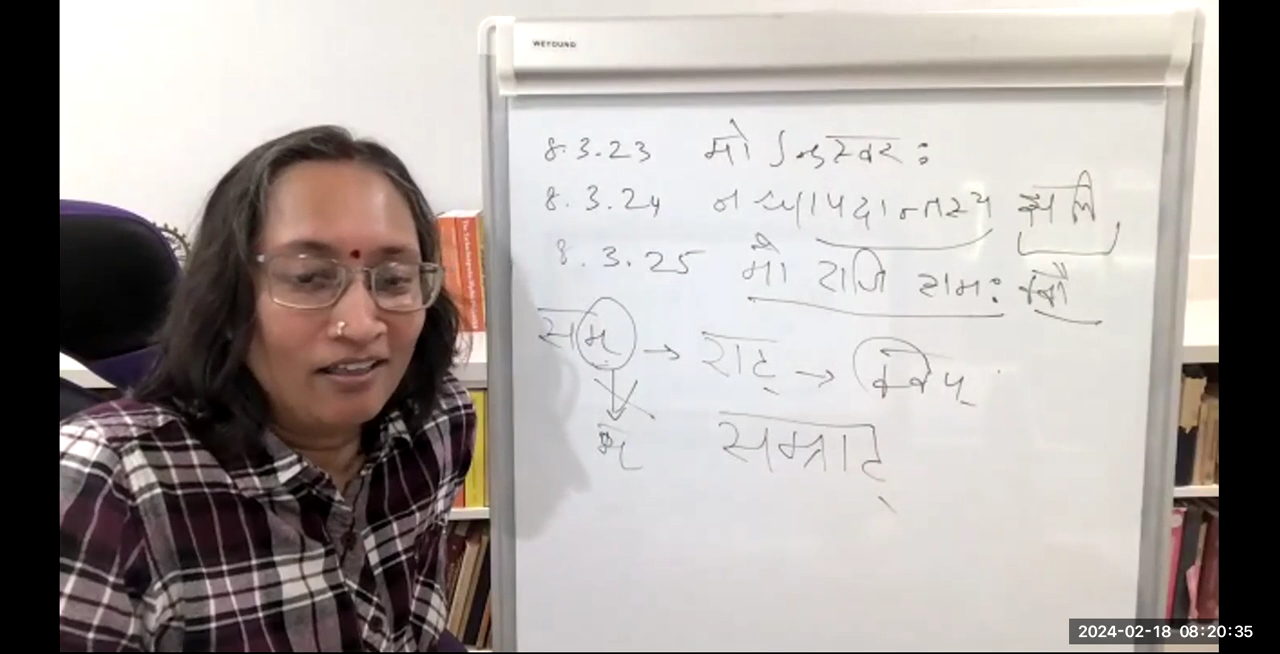 WEYOUNG
8.3.23 मोऽनुस्वारः
8.3.24 नश्चापदान्तस्य झलि
8.3.25 मो राजि समः क्वौ
सम् → राट् → क्विप्
म् सम्राट्
2024-02-18 08:20:35